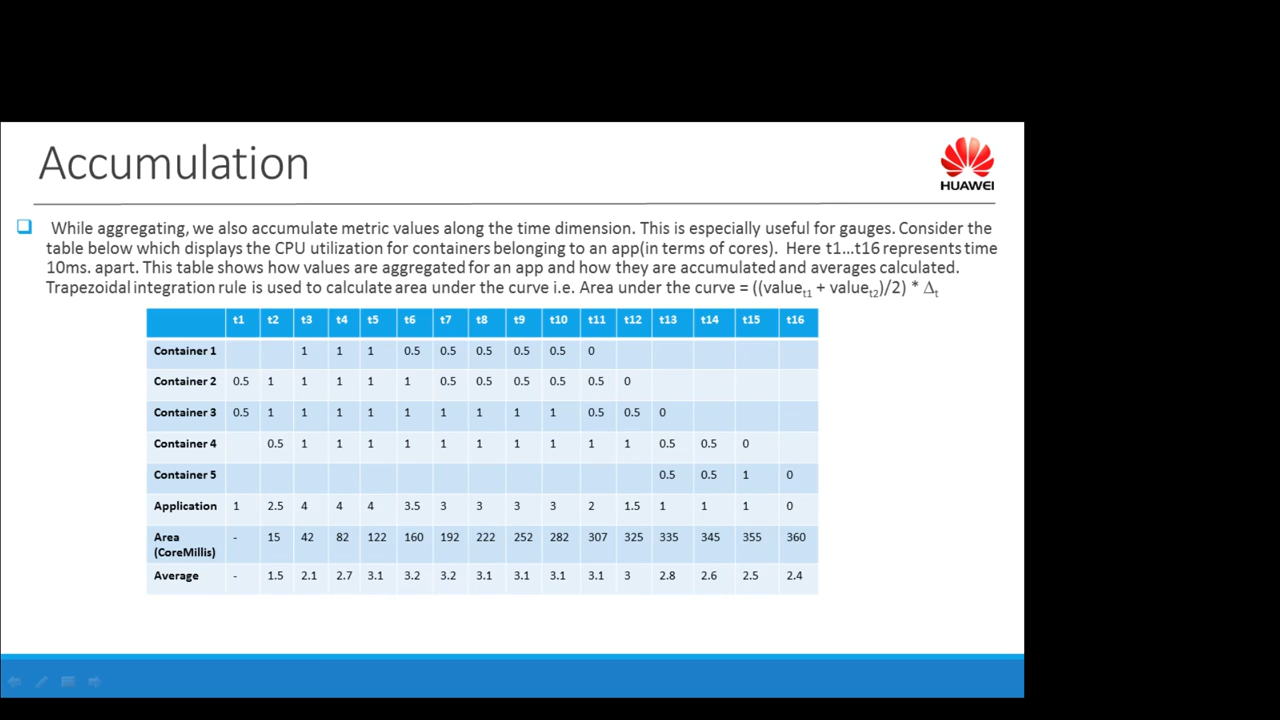 Accumulation
HUAWEI
While aggregating, we also accumulate metric values along the time dimension. This is especially useful for gauges. Consider the
table below which displays the CPU utilization for containers belonging to an app(in terms of cores). Here t1...t16 represents time
10ms. apart. This table shows how values are aggregated for an app and how they are accumulated and averages calculated.
Trapezoidal integration rule is used to calculate area under the curve i.e. Area under the curve = ((valuet1 + valuet2)/2) * Δt
t1 t2 t3 t4 t5 t6 t7 t8 t9 t10 t11 t12 t13 t14 t15 t16
Container 1 1 1 1 0.5 0.5 0.5 0.5 0.5 0
Container 2 0.5 1 1 1 1 1 0.5 0.5 0.5 0.5 0.5 0
Container 3 0.5 1 1 1 1 1 1 1 1 1 0.5 0.5 0
Container 4 0.5 1 1 1 1 1 1 1 1 1 1 0.5 0.5 0
Container 5 0.5 0.5 1 0
Application 1 2.5 4 4 4 3.5 3 3 3 3 2 1.5 1 1 1 0
Area - 15 42 82 122 160 192 222 252 282 307 325 335 345 355 360
(CoreMillis)
Average - 1.5 2.1 2.7 3.1 3.2 3.2 3.1 3.1 3.1 3.1 3 2.8 2.6 2.5 2.4